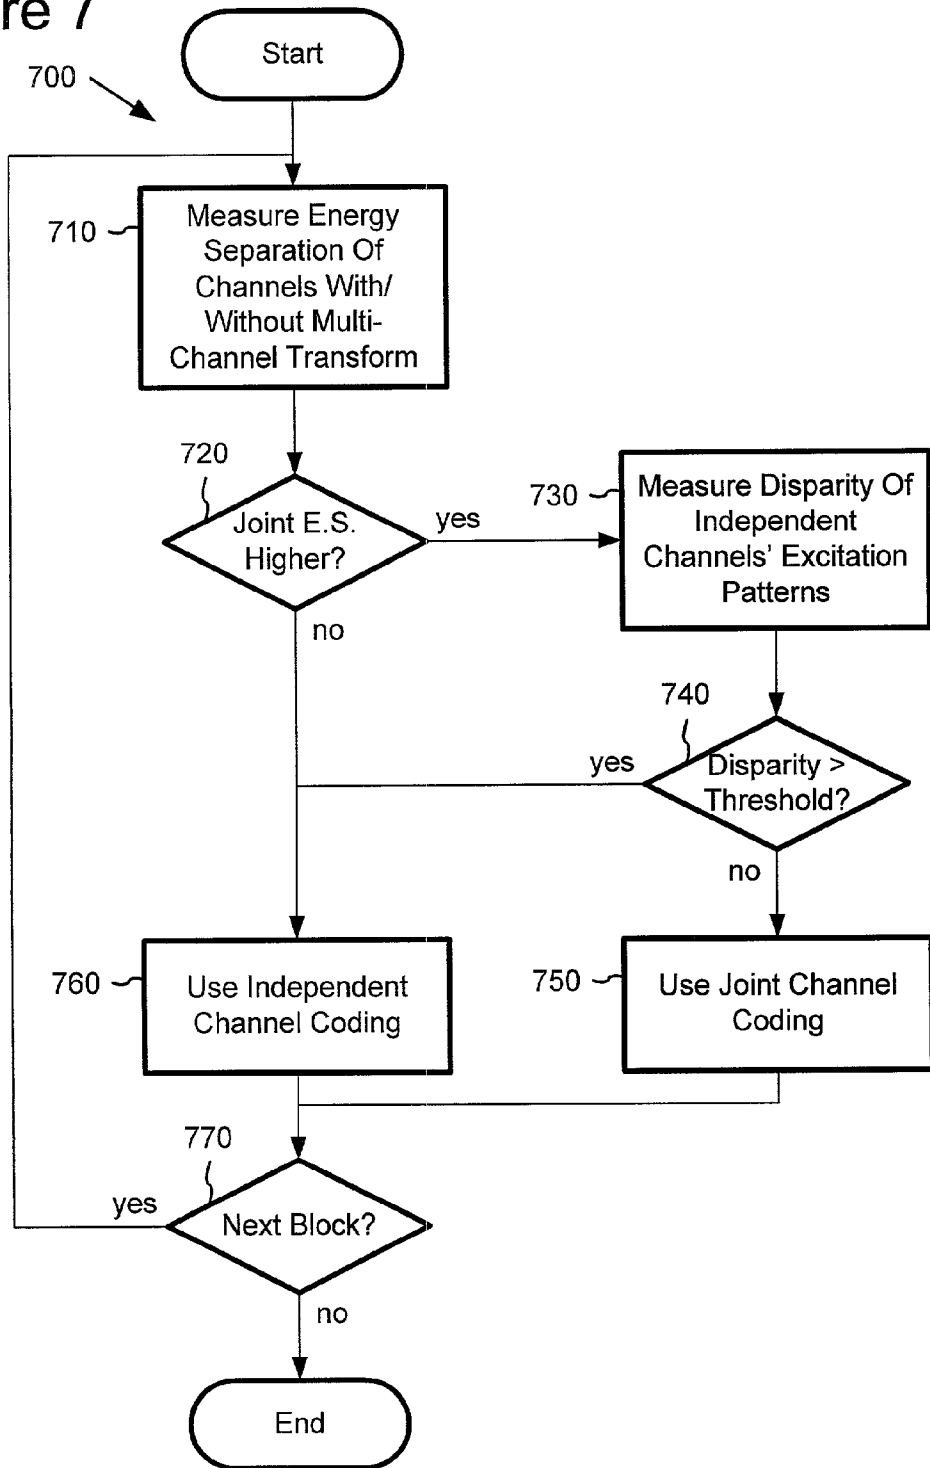 re 7
Start
700
710
Measure Energy
Separation Of
Channels With/
Without Multi-
Channel Transform
720
Joint E.S.
Higher?
yes
no
730
Measure Disparity Of
Independent
Channels' Excitation
Patterns
740
Disparity >
Threshold?
yes
no
760
Use Independent
Channel Coding
750
Use Joint Channel
Coding
770
Next Block?
yes
no
End